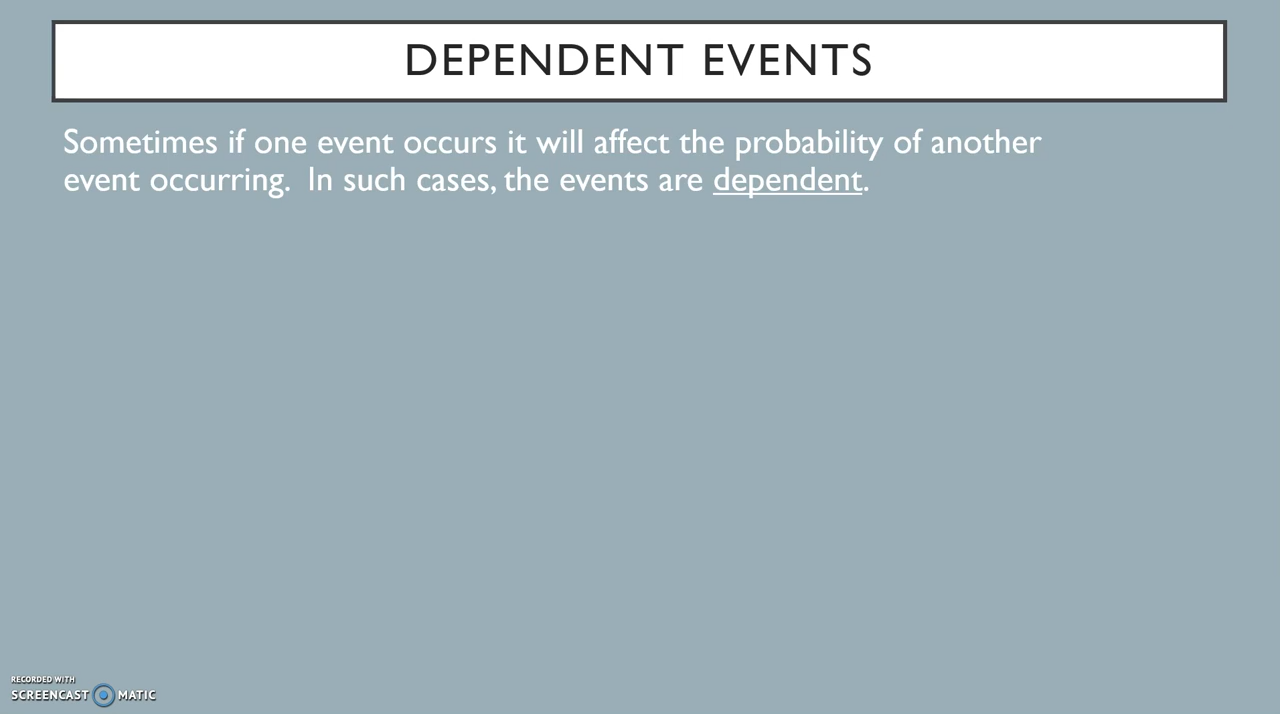 DEPENDENT EVENTS
Sometimes if one event occurs it will affect the probability of another
event occurring.  In such cases, the events are dependent.
RECORDED WITH
SCREENCAST MATIC